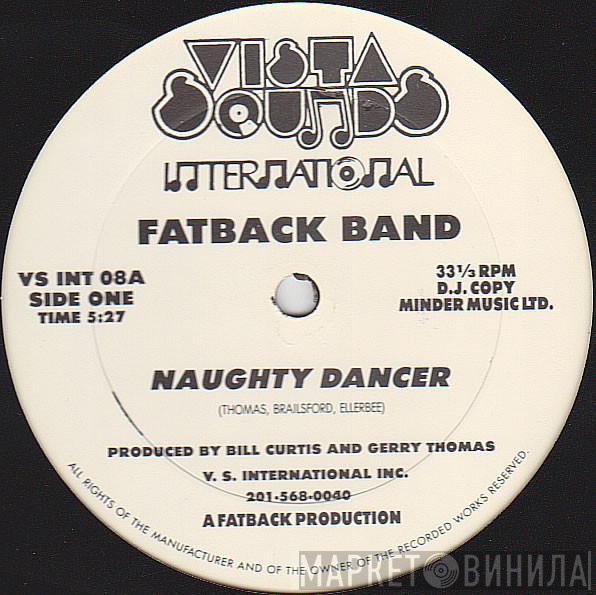 VISTA
SOUNDS
INTERNATIONAL
FATBACK BAND
VS INT 08A
SIDE ONE
TIME 5:27
33 1/3 RPM
D.J. COPY
MINDER MUSIC LTD.
NAUGHTY DANCER
(THOMAS, BRAILSFORD, ELLERBEE)
PRODUCED BY BILL CURTIS AND GERRY THOMAS
V. S. INTERNATIONAL INC.
201-568-0040
A FATBACK PRODUCTION
ALL RIGHTS OF THE MANUFACTURER AND OF THE OWNER OF THE RECORDED WORKS RESERVED.
МАРКЕТ ВИНИЛА